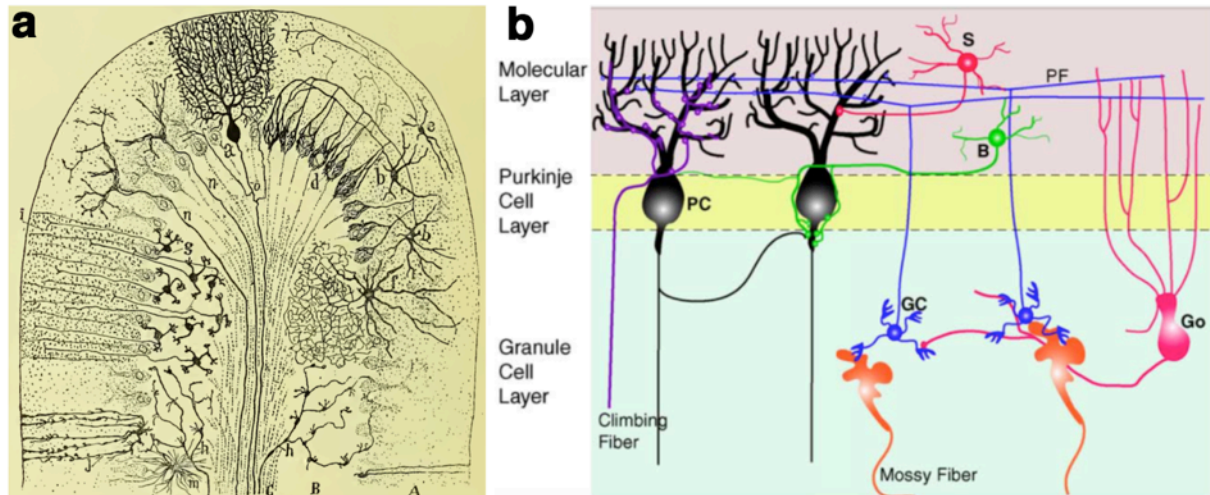 a
b
Molecular
Layer
Purkinje
Cell
Layer
Granule
Cell
Layer
S
PF
B
PC
GC
Go
Climbing
Fiber
Mossy Fiber
a
o
n
d
b
e
n
i
g
b
f
h
h
m
B
A